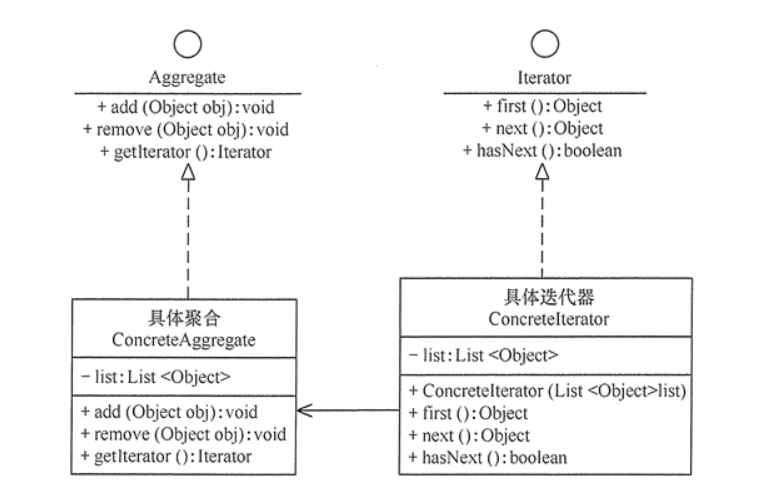 Aggregate
+ add (Object obj):void
+ remove (Object obj):void
+ getIterator ():Iterator
Iterator
+ first ():Object
+ next ():Object
+ hasNext ():boolean
具体聚合
ConcreteAggregate
− list:List <Object>
+ add (Object obj):void
+ remove (Object obj):void
+ getIterator ():Iterator
具体迭代器
ConcreteIterator
− list:List <Object>
+ ConcreteIterator (List <Object>list)
+ first ():Object
+ next ():Object
+ hasNext ():boolean